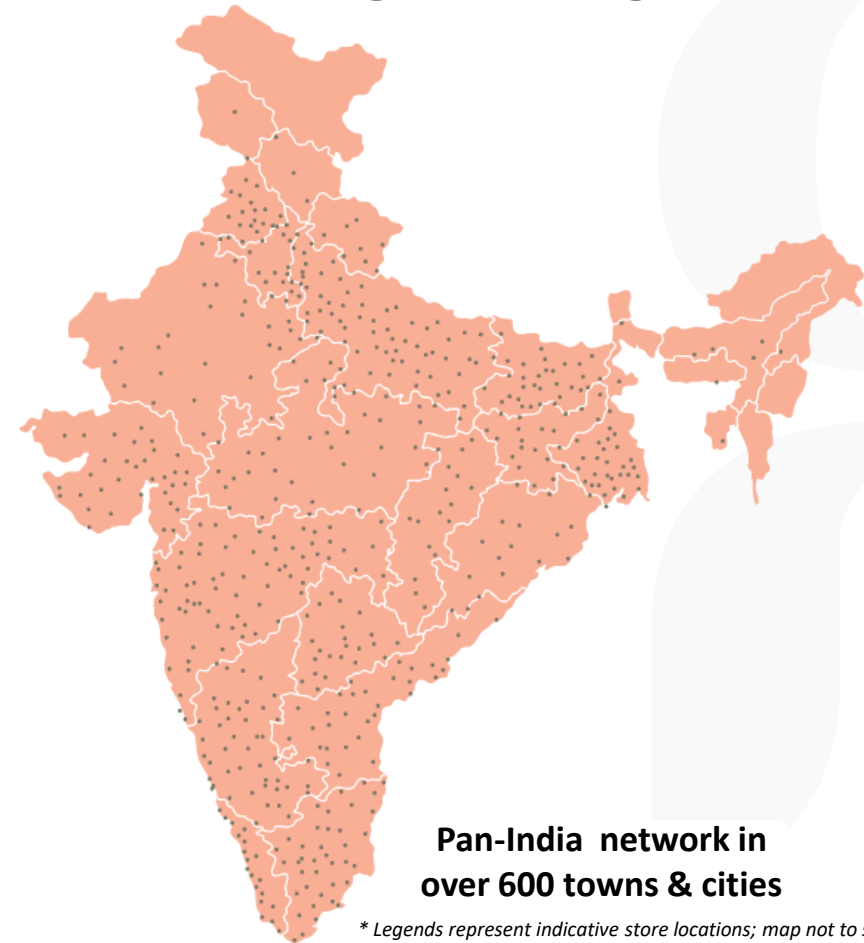 Pan-India network in
over 600 towns & cities
* Legends represent indicative store locations; map not to